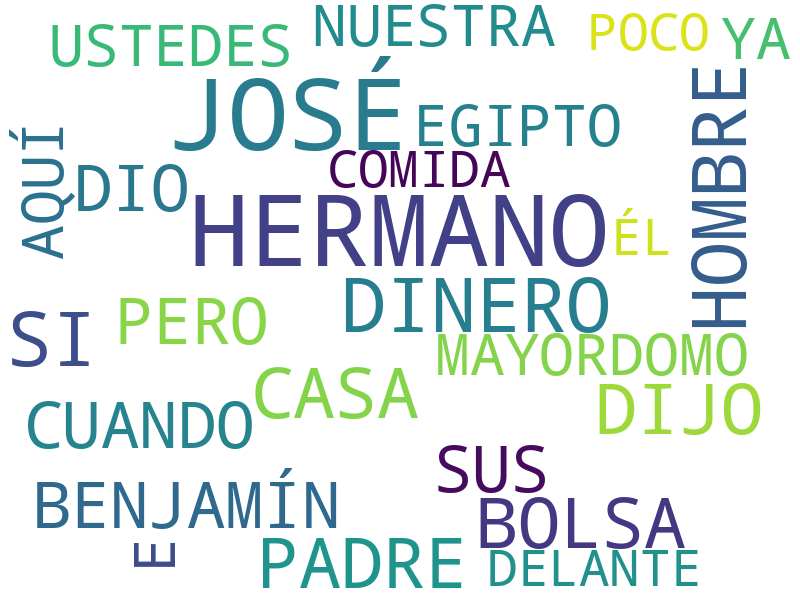 USTEDES
NUESTRA
POCO
YA
JOSÉ
EGIPTO
HOMBRE
AQUÍ
DIO
COMIDA
HERMANO
ÉL
DINERO
SI
PERO
MAYORDOMO
CASA
DIJO
CUANDO
SUS
BENJAMÍN
BOLSA
E
PADRE
DELANTE